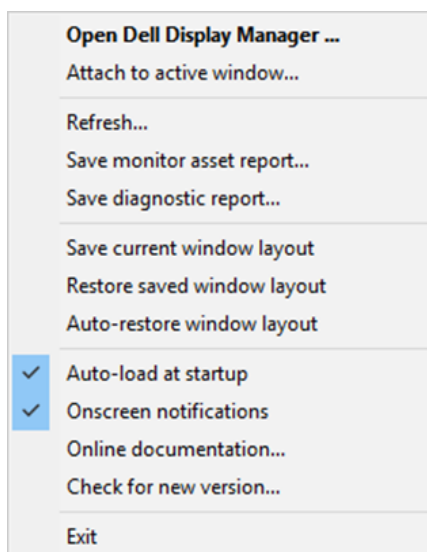 Open Dell Display Manager ...
Attach to active window...
Refresh...
Save monitor asset report...
Save diagnostic report...
Save current window layout
Restore saved window layout
Auto-restore window layout
Auto-load at startup
Onscreen notifications
Online documentation...
Check for new version...
Exit